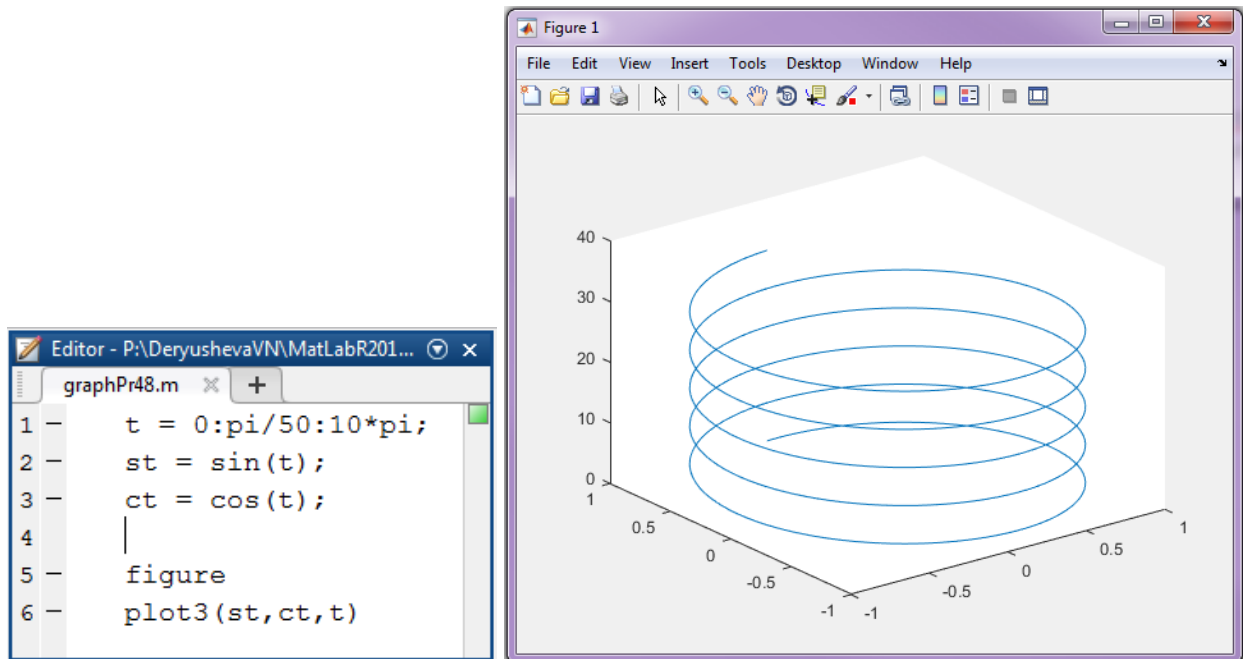 Editor - P:\DeryushevaVN\MatLabR201...
graphPr48.m
1 t = 0:pi/50:10*pi;
2 st = sin(t);
3 ct = cos(t);
4
5 figure
6 plot3(st,ct,t)
Figure 1
File Edit View Insert Tools Desktop Window Help
40
30
20
10
0
1
0.5
0
-0.5
-1
-1
-0.5
0
0.5
1